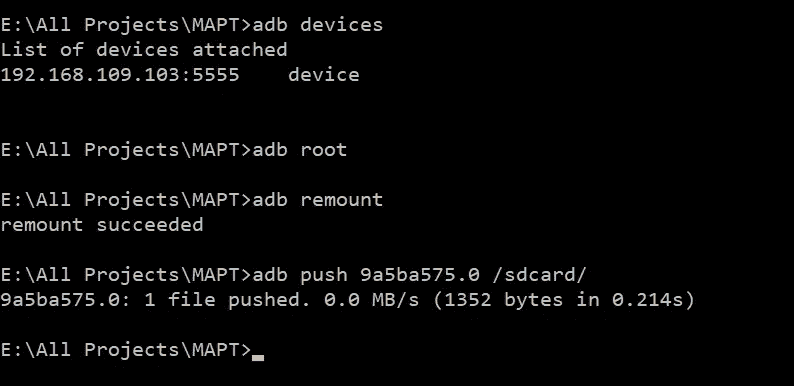 E:\All Projects\MAPT>adb devices
List of devices attached
192.168.109.103:5555    device
E:\All Projects\MAPT>adb root
E:\All Projects\MAPT>adb remount
remount succeeded
E:\All Projects\MAPT>adb push 9a5ba575.0 /sdcard/
9a5ba575.0: 1 file pushed. 0.0 MB/s (1352 bytes in 0.214s)
E:\All Projects\MAPT>